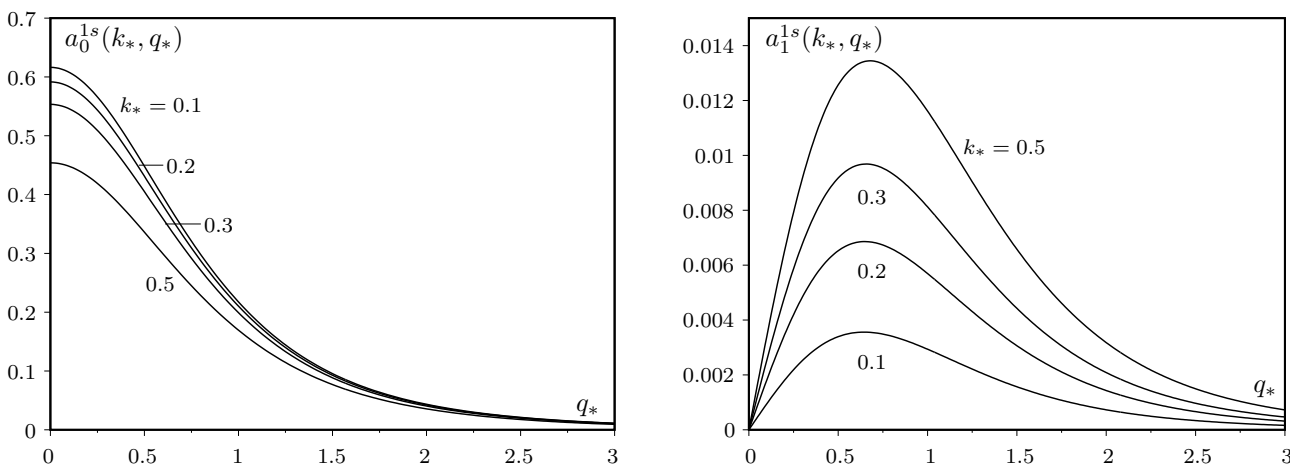 0.7
0.6
0.5
0.4
0.3
0.2
0.1
0
a_0^{1s}(k_*, q_*)
k_* = 0.1
0.2
0.3
0.5
q_*
0 0.5 1 1.5 2 2.5 3
0.014
0.012
0.01
0.008
0.006
0.004
0.002
0
a_1^{1s}(k_*, q_*)
k_* = 0.5
0.3
0.2
0.1
q_*
0 0.5 1 1.5 2 2.5 3